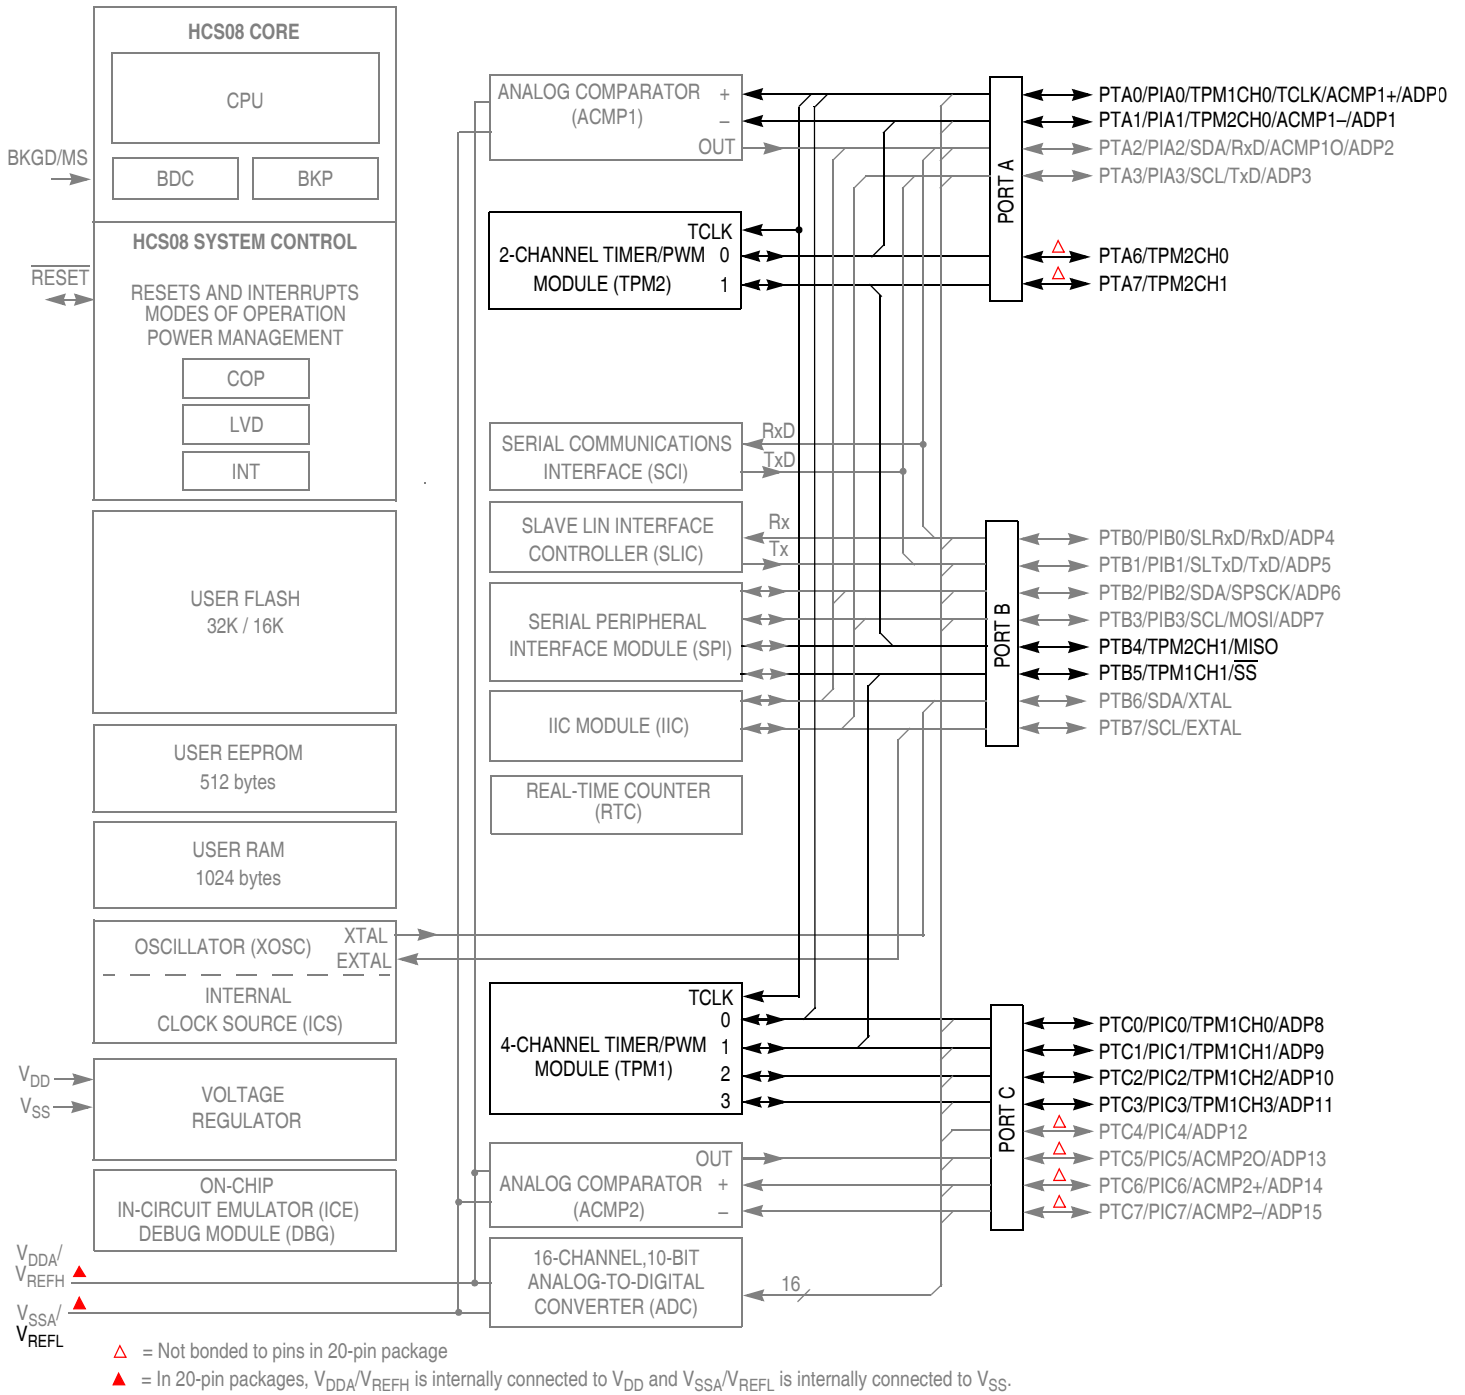 HCS08 CORE
CPU
BDC
BKP
BKGD/MS
HCS08 SYSTEM CONTROL
RESET
RESETS AND INTERRUPTS
MODES OF OPERATION
POWER MANAGEMENT
COP
LVD
INT
USER FLASH
32K / 16K
USER EEPROM
512 bytes
USER RAM
1024 bytes
OSCILLATOR (XOSC)
XTAL
EXTAL
INTERNAL
CLOCK SOURCE (ICS)
VDD
VSS
VOLTAGE
REGULATOR
ON-CHIP
IN-CIRCUIT EMULATOR (ICE)
DEBUG MODULE (DBG)
VDDA/
VREFH
VSSA/
VREFL
ANALOG COMPARATOR
(ACMP1)
+
–
OUT
TCLK
2-CHANNEL TIMER/PWM
MODULE (TPM2)
0
1
SERIAL COMMUNICATIONS
INTERFACE (SCI)
RxD
TxD
SLAVE LIN INTERFACE
CONTROLLER (SLIC)
Rx
Tx
SERIAL PERIPHERAL
INTERFACE MODULE (SPI)
IIC MODULE (IIC)
REAL-TIME COUNTER
(RTC)
TCLK
0
4-CHANNEL TIMER/PWM
MODULE (TPM1)
1
2
3
OUT
ANALOG COMPARATOR
(ACMP2)
+
–
16-CHANNEL,10-BIT
ANALOG-TO-DIGITAL
CONVERTER (ADC)
16
PORT A
PTA0/PIA0/TPM1CH0/TCLK/ACMP1+/ADP0
PTA1/PIA1/TPM2CH0/ACMP1–/ADP1
PTA2/PIA2/SDA/RxD/ACMP1O/ADP2
PTA3/PIA3/SCL/TxD/ADP3
PTA6/TPM2CH0
PTA7/TPM2CH1
PORT B
PTB0/PIB0/SLRxD/RxD/ADP4
PTB1/PIB1/SLTxD/TxD/ADP5
PTB2/PIB2/SDA/SPSCK/ADP6
PTB3/PIB3/SCL/MOSI/ADP7
PTB4/TPM2CH1/MISO
PTB5/TPM1CH1/SS
PTB6/SDA/XTAL
PTB7/SCL/EXTAL
PORT C
PTC0/PIC0/TPM1CH0/ADP8
PTC1/PIC1/TPM1CH1/ADP9
PTC2/PIC2/TPM1CH2/ADP10
PTC3/PIC3/TPM1CH3/ADP11
PTC4/PIC4/ADP12
PTC5/PIC5/ACMP2O/ADP13
PTC6/PIC6/ACMP2+/ADP14
PTC7/PIC7/ACMP2–/ADP15
△ = Not bonded to pins in 20-pin package
▲ = In 20-pin packages, VDDA/VREFH is internally connected to VDD and VSSA/VREFL is internally connected to VSS.